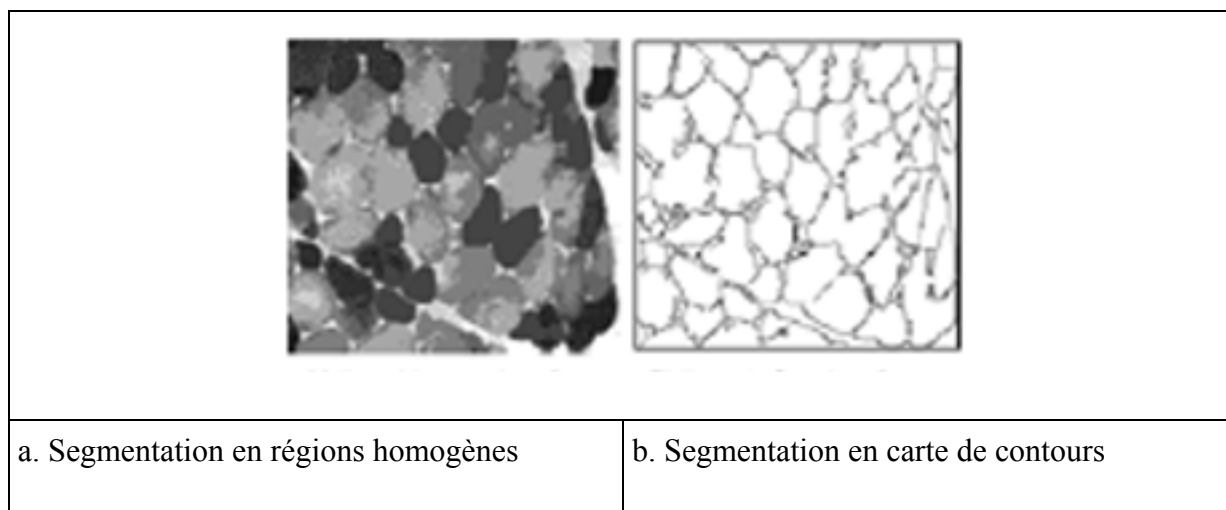 a. Segmentation en régions homogènes
b. Segmentation en carte de contours